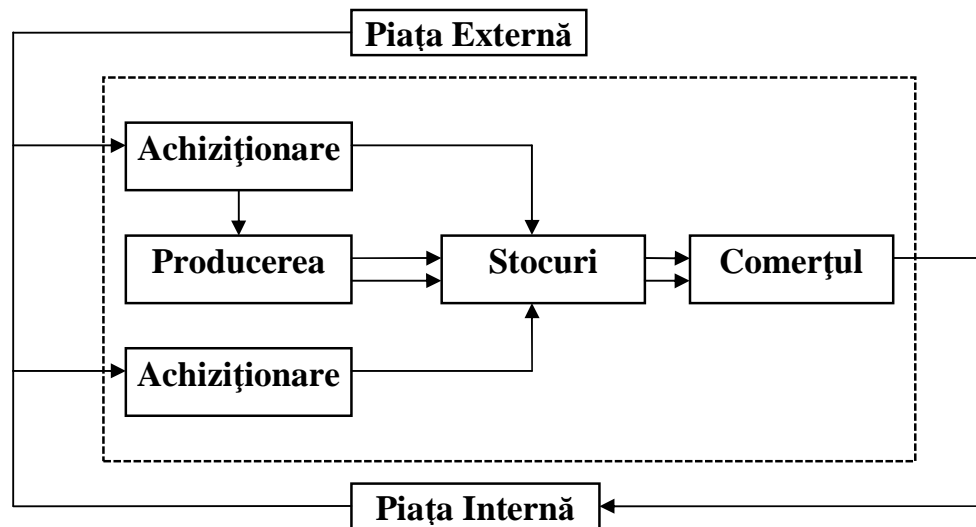 Piaţa Externă
Achiziţionare
Producerea
Stocuri
Comerţul
Achiziţionare
Piaţa Internă